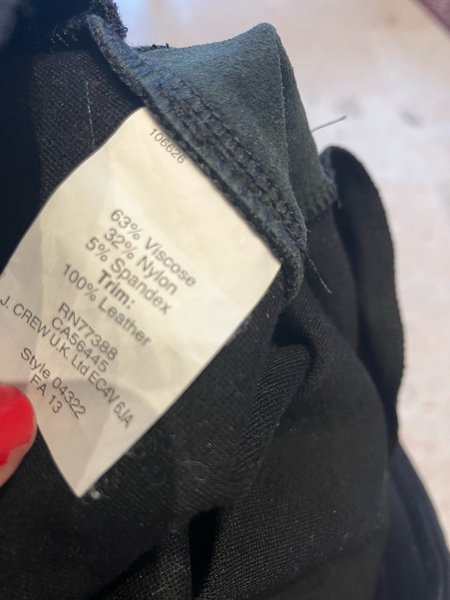 106626
63% Viscose
32% Nylon
5% Spandex
Trim:
100% Leather
RN77388
CA56445
J. CREW U.K. Ltd EC4V 6JA
Style 04322
FA 13